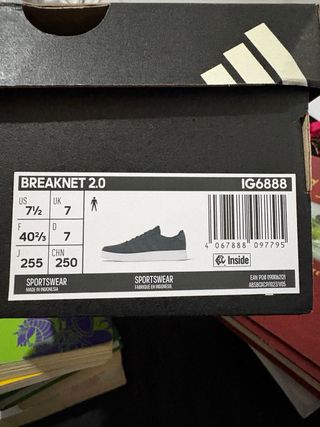 BREAKNET 2.0 IG6888
US UK
7½ 7
F D
40⅔ 7
J CHN
255 250
4 067888 097795
Inside
SPORTSWEAR SPORTSWEAR
MADE IN INDONESIA FABRIQUÉ EN INDONÉSIE